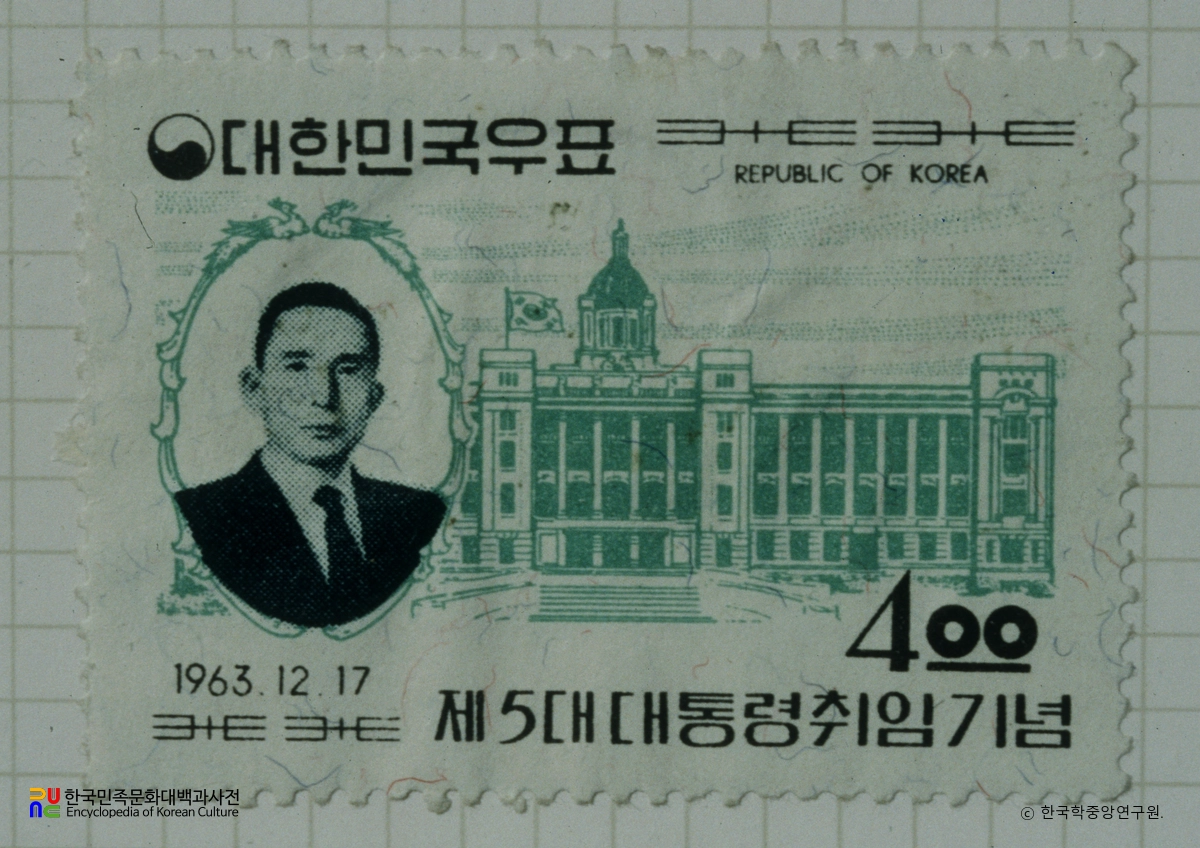 대한민국우표
REPUBLIC OF KOREA
1963.12.17
4.00
제5대대통령취임기념
한국민족문화대백과사전
Encyclopedia of Korean Culture
ⓒ 한국학중앙연구원.